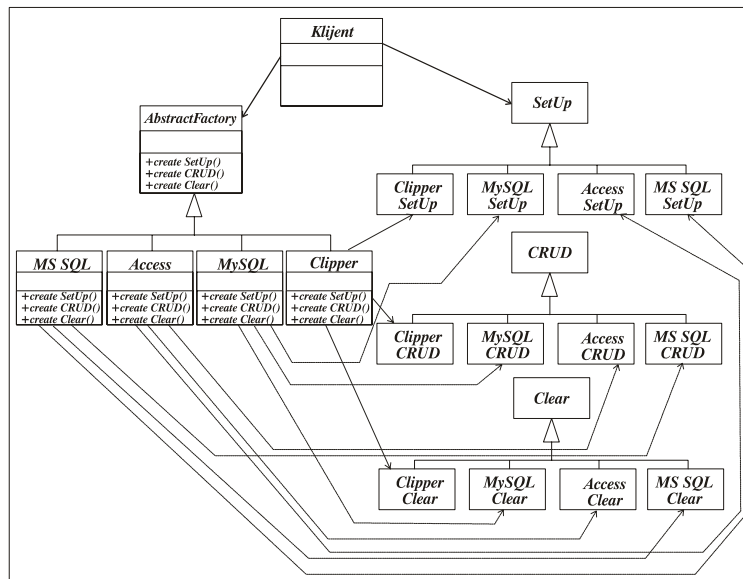 Klijent
AbstractFactory
+create SetUp()
+create CRUD()
+create Clear()
SetUp
Clipper
SetUp
MySQL
SetUp
Access
SetUp
MS SQL
SetUp
MS SQL
+create SetUp()
+create CRUD()
+create Clear()
Access
+create SetUp()
+create CRUD()
+create Clear()
MySQL
+create SetUp()
+create CRUD()
+create Clear()
Clipper
+create SetUp()
+create CRUD()
+create Clear()
CRUD
Clipper
CRUD
MySQL
CRUD
Access
CRUD
MS SQL
CRUD
Clear
Clipper
Clear
MySQL
Clear
Access
Clear
MS SQL
Clear